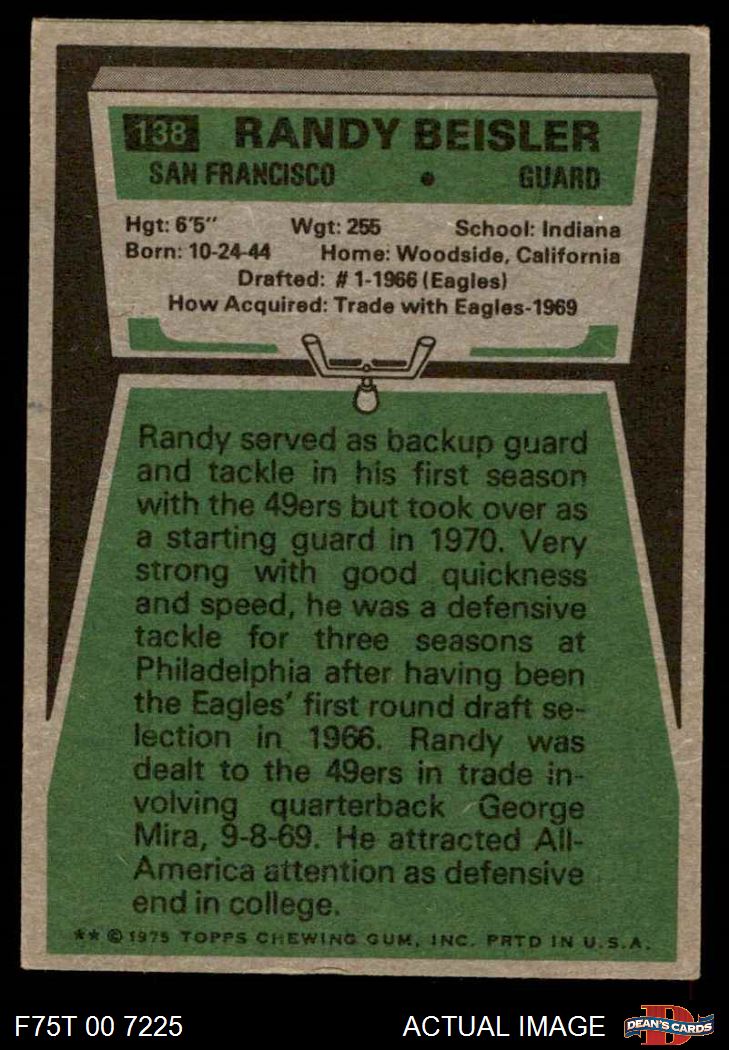 138 RANDY BEISLER
SAN FRANCISCO • GUARD
Hgt: 6'5" Wgt: 255 School: Indiana
Born: 10-24-44 Home: Woodside, California
Drafted: #1-1966 (Eagles)
How Acquired: Trade with Eagles-1969
Randy served as backup guard
and tackle in his first season
with the 49ers but took over as
a starting guard in 1970. Very
strong with good quickness
and speed, he was a defensive
tackle for three seasons at
Philadelphia after having been
the Eagles' first round draft se-
lection in 1966. Randy was
dealt to the 49ers in trade in-
volving quarterback George
Mira, 9-8-69. He attracted All-
America attention as defensive
end in college.
** © 1975 TOPPS CHEWING GUM, INC. PRTD IN U.S.A.
F75T 00 7225 ACTUAL IMAGE D DEAN'S CARDS